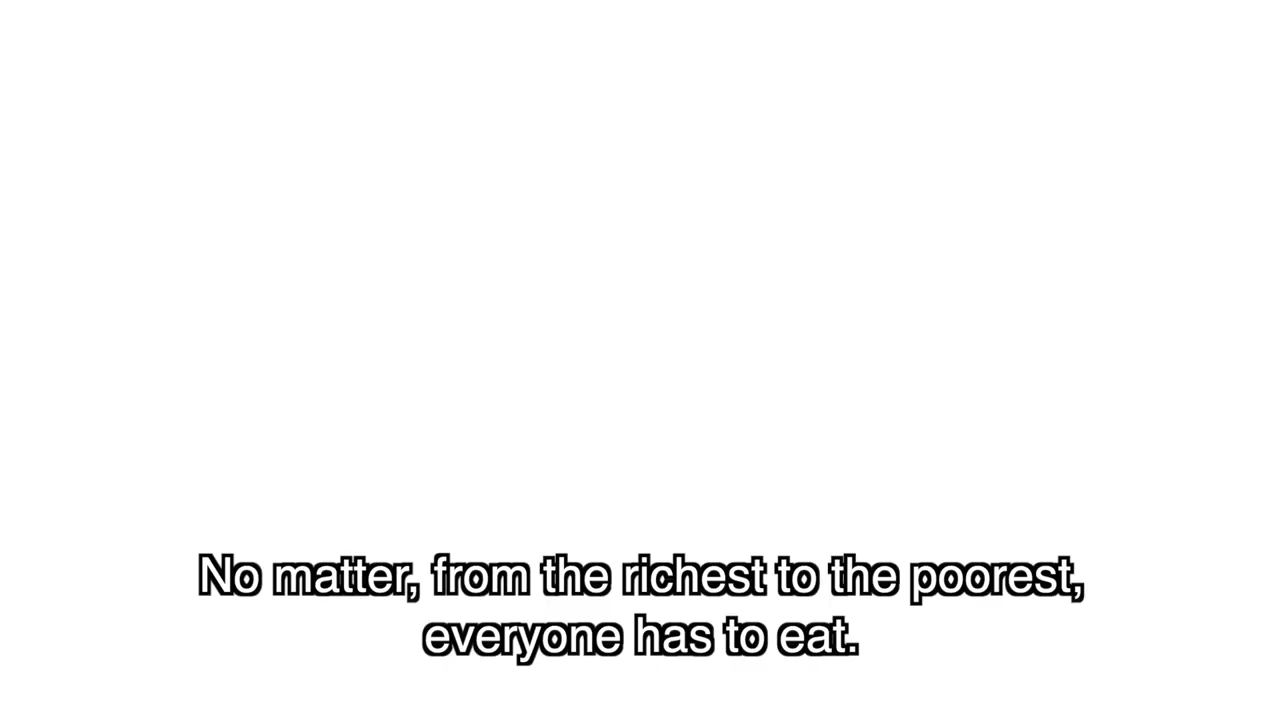 No matter, from the richest to the poorest,
everyone has to eat.